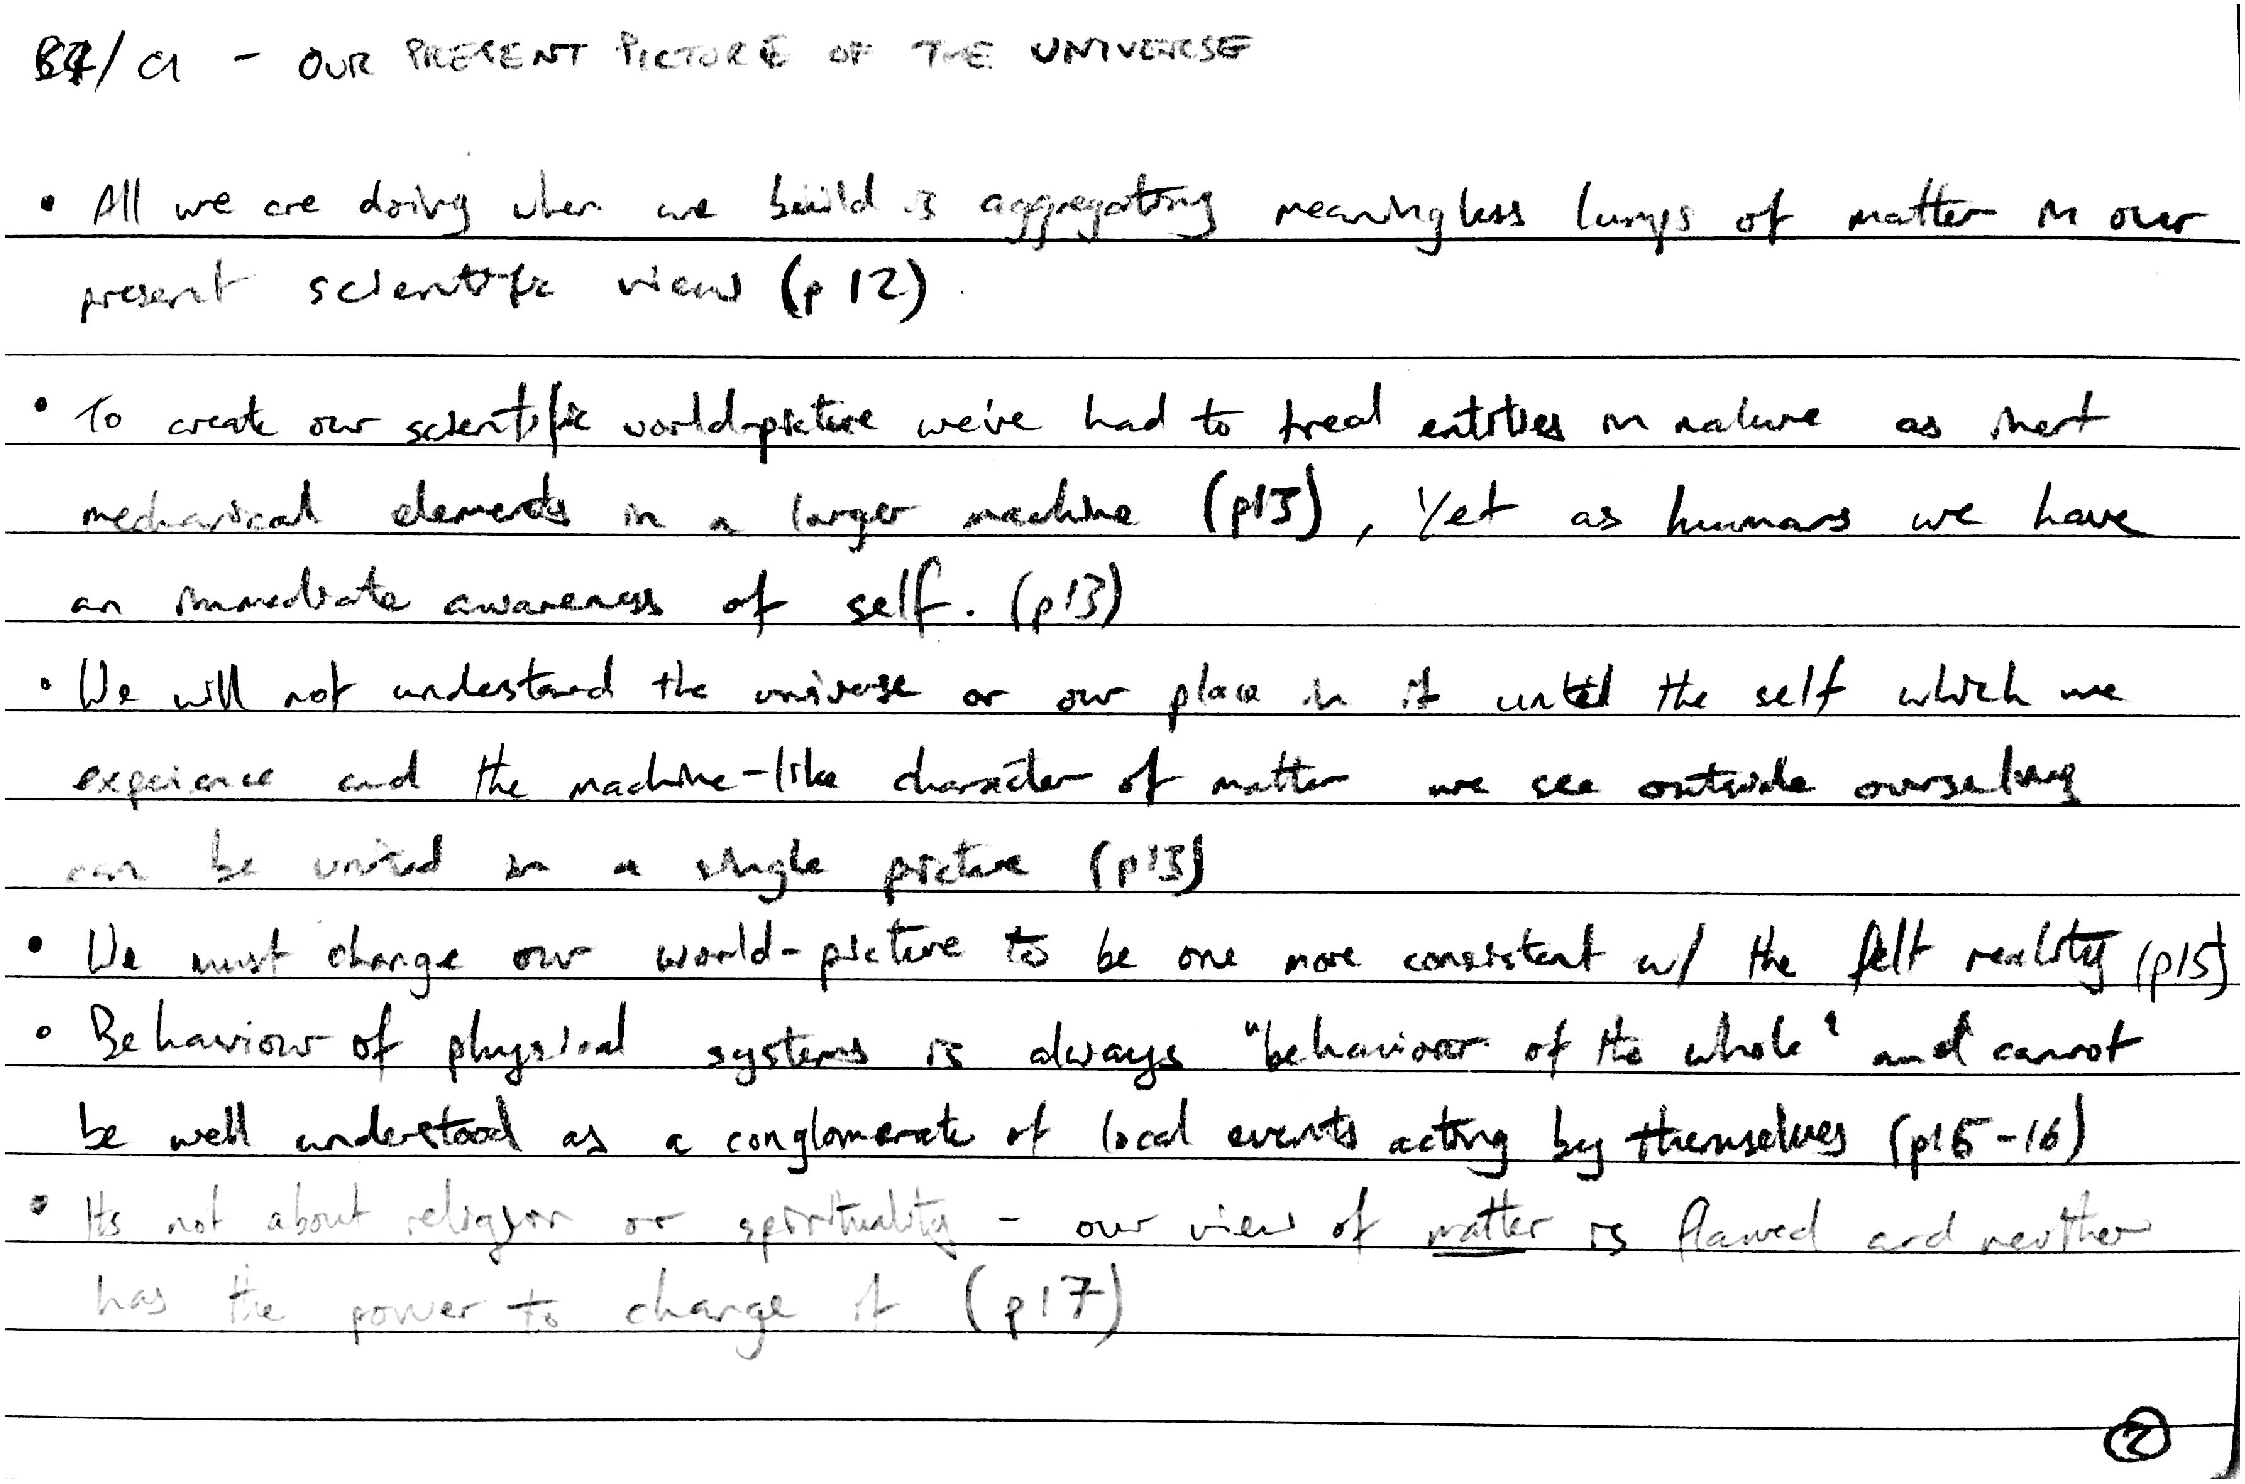 B4/C1 - OUR PRESENT PICTURE OF THE UNIVERSE
• All we are doing when we build is aggregating meaningless lumps of matter in our
present scientific view (p 12).
• To create our scientific world-picture we've had to treat entities in nature as inert
mechanical elements in a larger machine (p13), Yet as humans we have
an immediate awareness of self. (p13)
• We will not understand the universe or our place in it until the self which we
experience and the machine-like character of matter we see outside ourselves
can be united in a single picture (p13)
• We must change our world-picture to be one more consistent w/ the felt reality (p15)
• Behaviour of physical systems is always "behaviour of the whole" and cannot
be well understood as a conglomerate of local events acting by themselves (p15-16)
• Its not about religion or spirituality - our view of matter is flawed and neither
has the power to change it (p17)
2